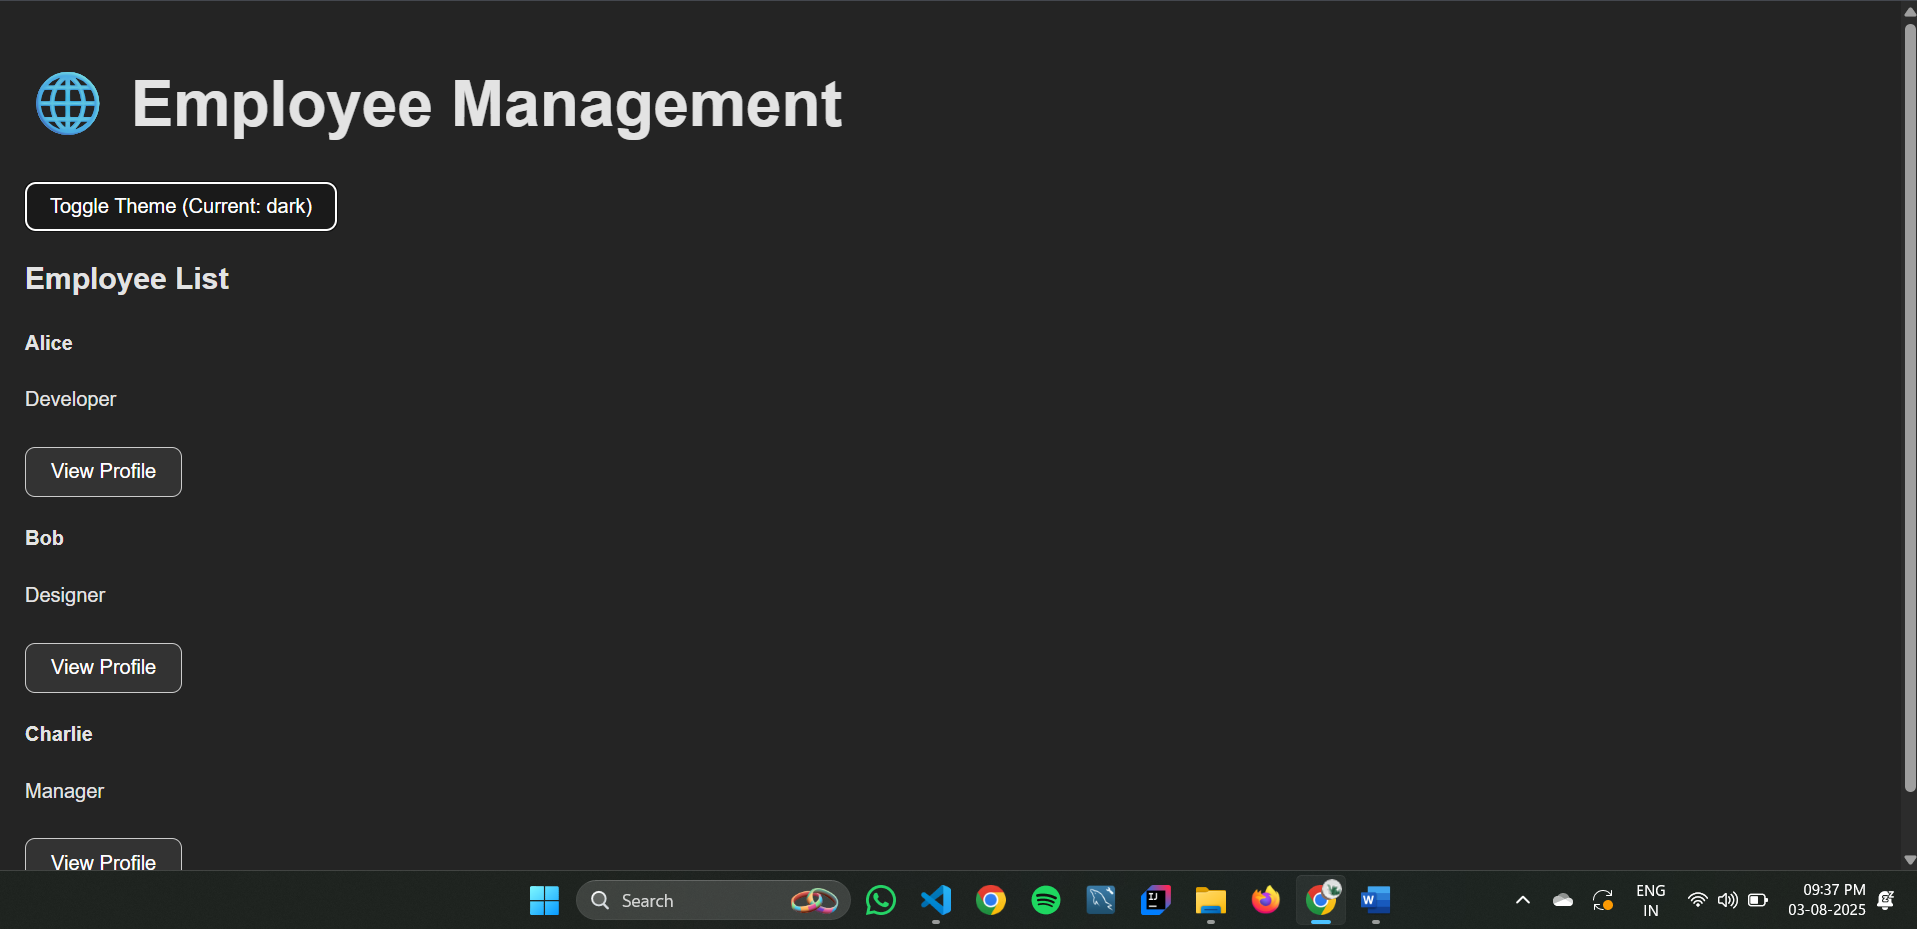 Employee Management
Toggle Theme (Current: dark)
Employee List
Alice
Developer
View Profile
Bob
Designer
View Profile
Charlie
Manager
View Profile
Search
ENG
IN
09:37 PM
03-08-2025